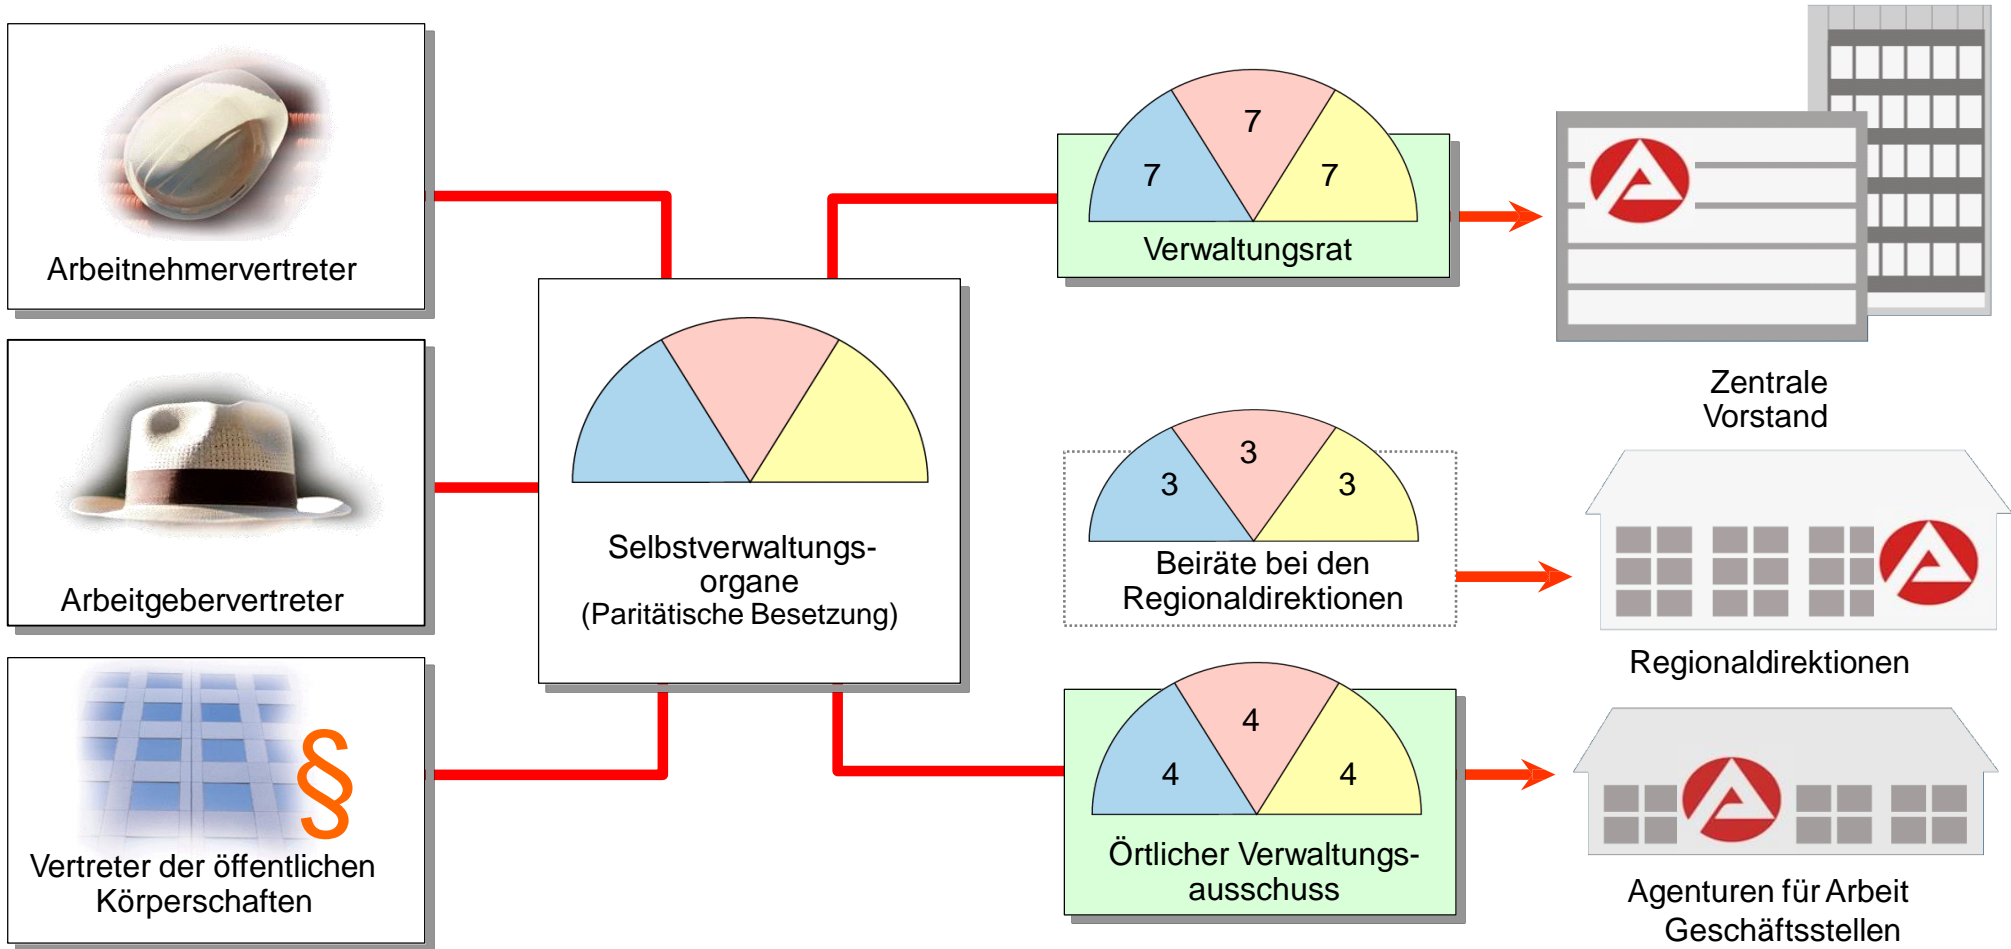 Arbeitnehmervertreter
Arbeitgebervertreter
§
Vertreter der öffentlichen
Körperschaften
Selbstverwaltungs-
organe
(Paritätische Besetzung)
7
7
7
Verwaltungsrat
3
3
3
Beiräte bei den
Regionaldirektionen
4
4
4
Örtlicher Verwaltungs-
ausschuss
Zentrale
Vorstand
Regionaldirektionen
Agenturen für Arbeit
Geschäftsstellen